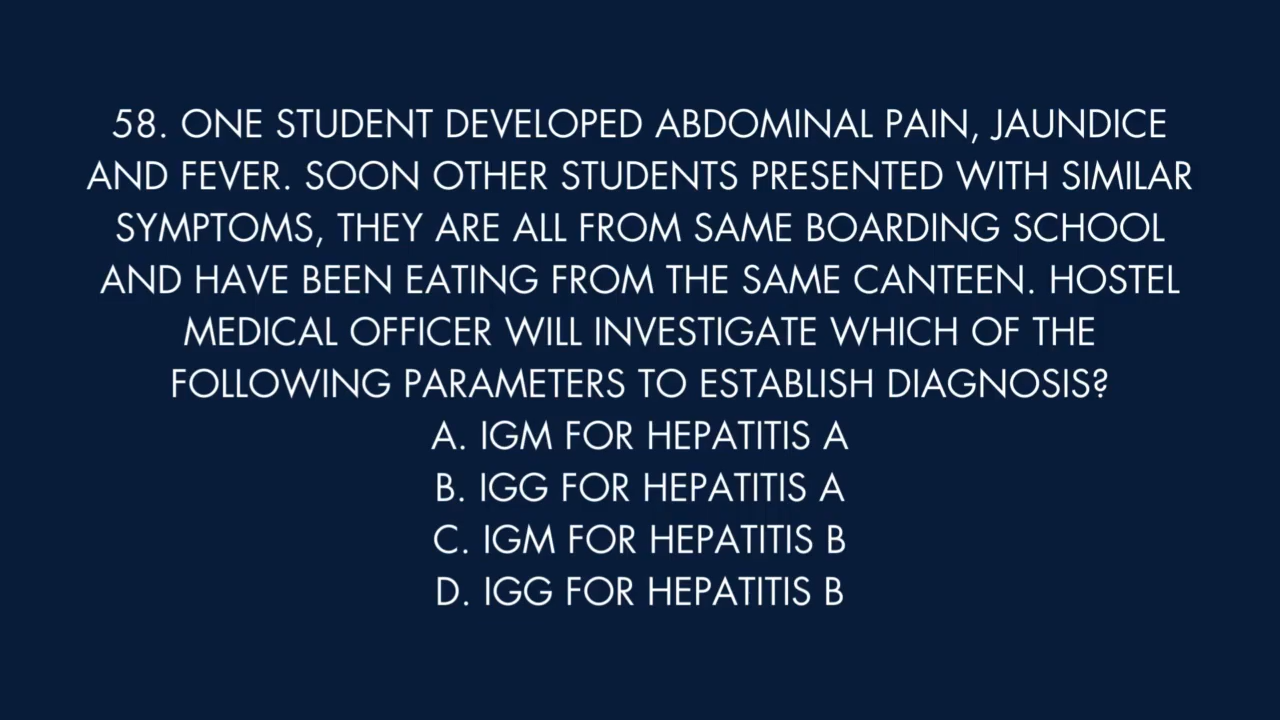 58. ONE STUDENT DEVELOPED ABDOMINAL PAIN, JAUNDICE
AND FEVER. SOON OTHER STUDENTS PRESENTED WITH SIMILAR
SYMPTOMS, THEY ARE ALL FROM SAME BOARDING SCHOOL
AND HAVE BEEN EATING FROM THE SAME CANTEEN. HOSTEL
MEDICAL OFFICER WILL INVESTIGATE WHICH OF THE
FOLLOWING PARAMETERS TO ESTABLISH DIAGNOSIS?
A. IGM FOR HEPATITIS A
B. IGG FOR HEPATITIS A
C. IGM FOR HEPATITIS B
D. IGG FOR HEPATITIS B